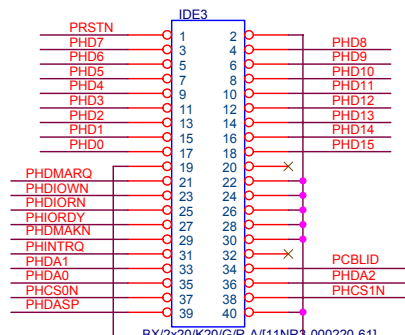 IDE3
PRSTN 1 2
PHD7 3 4 PHD8
PHD6 5 6 PHD9
PHD5 7 8 PHD10
PHD4 9 10 PHD11
PHD3 11 12 PHD12
PHD2 13 14 PHD13
PHD1 15 16 PHD14
PHD0 17 18 PHD15
19 20
PHDMARQ 21 22
PHDIOWN 23 24
PHDIORN 25 26
PHIORDY 27 28
PHDMAKN 29 30
PHINTRQ 31 32
PHDA1 33 34 PCBLID
PHDA0 35 36 PHDA2
PHCS0N 37 38 PHCS1N
PHDASP 39 40